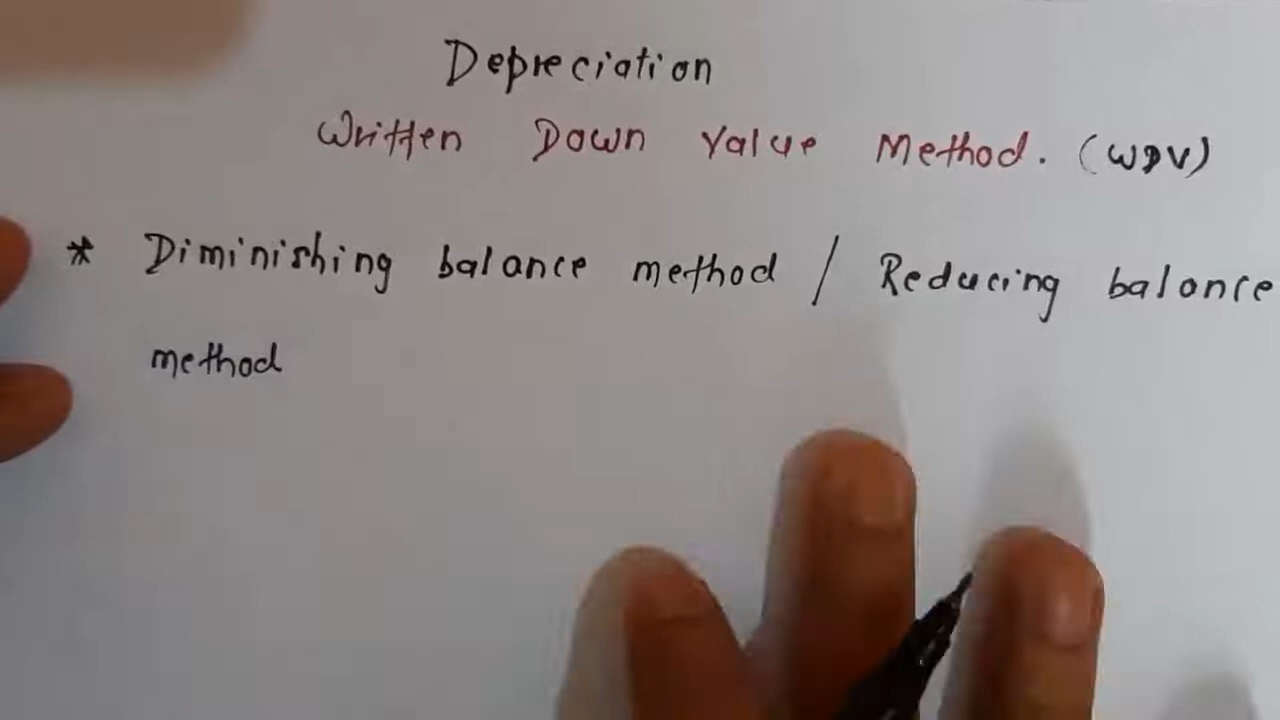 Depreciation
Written Down Value Method. (WDV)
* Diminishing balance method / Reducing balance
method